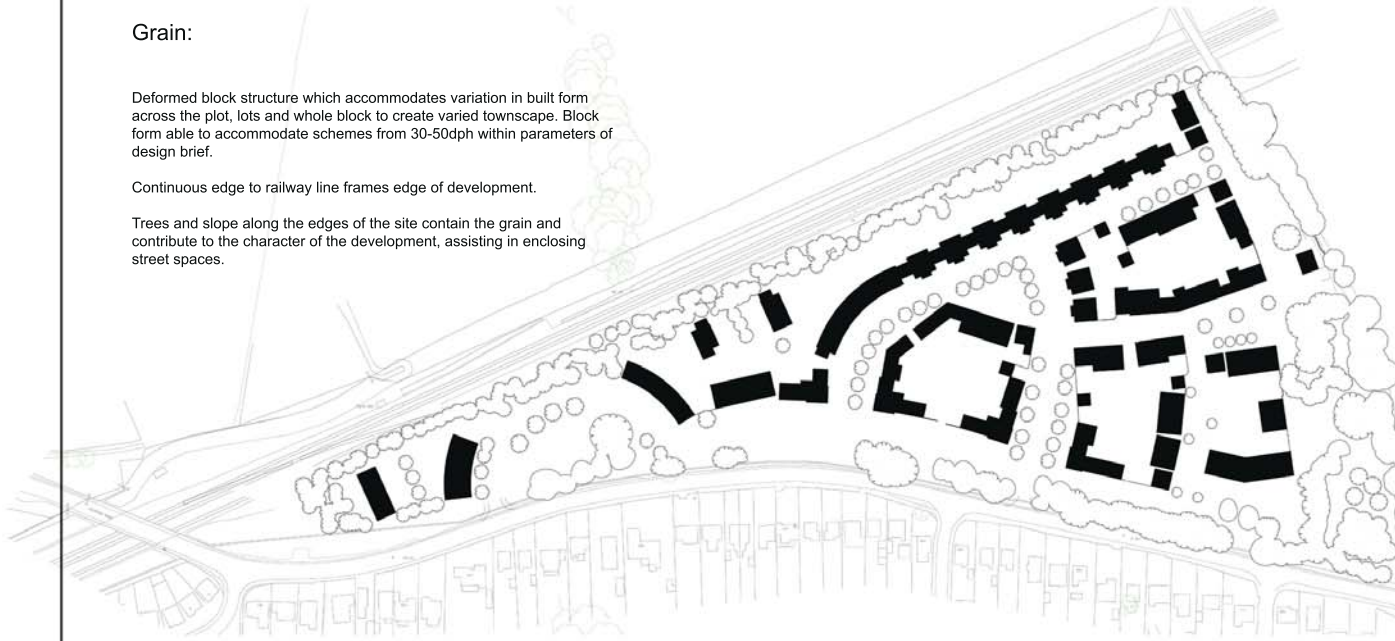 Grain:
Deformed block structure which accommodates variation in built form
across the plot, lots and whole block to create varied townscape. Block
form able to accommodate schemes from 30-50dph within parameters of
design brief.
Continuous edge to railway line frames edge of development.
Trees and slope along the edges of the site contain the grain and
contribute to the character of the development, assisting in enclosing
street spaces.